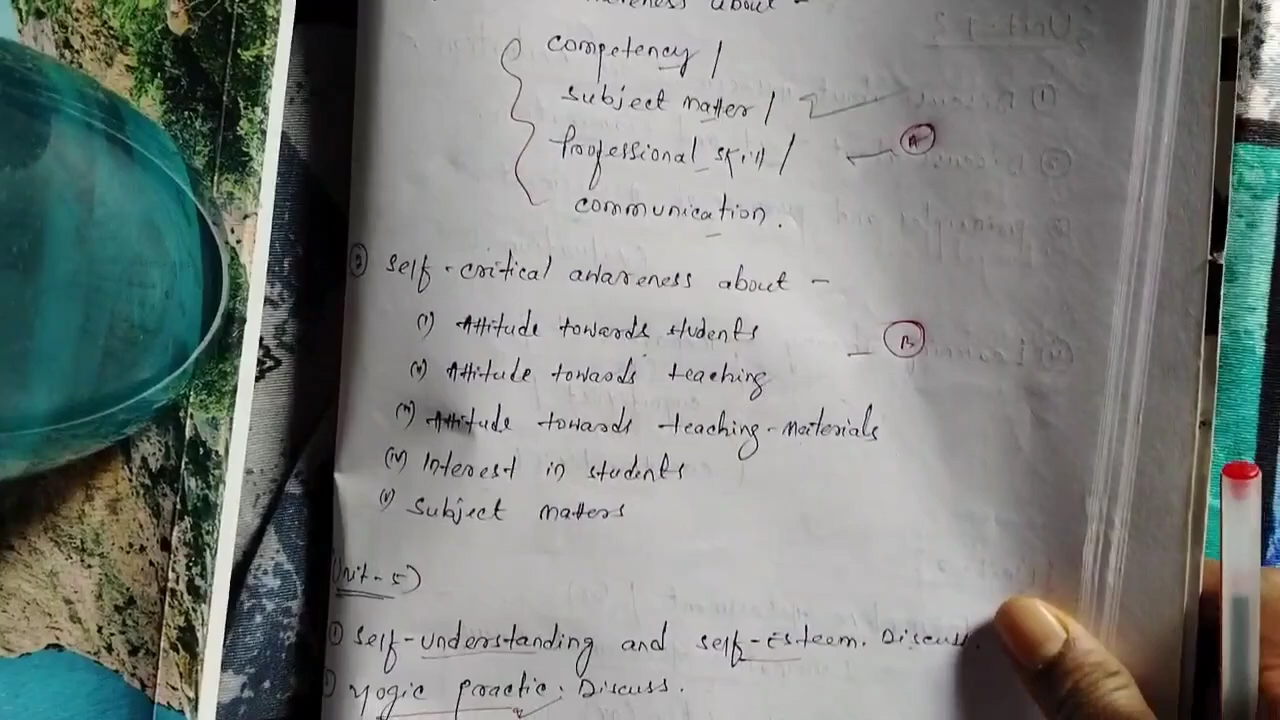 about -
competency /
subject matter /
Professional skill /
A
communication.
② self-critical awareness about -
(i) Attitude towards students
B
(ii) Attitude towards teaching
(iii) Attitude towards teaching-materials
(iv) Interest in students
(v) Subject matters
(Unit-5)
① self-understanding and self-Esteem. Discuss.
yogic practic. Discuss.